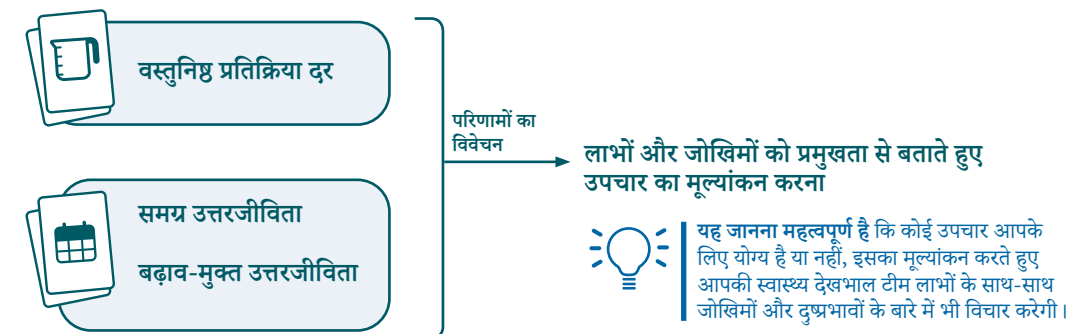 वस्तुनिष्ठ प्रतिक्रिया दर
समग्र उत्तरजीविता
बढ़ाव-मुक्त उत्तरजीविता
परिणामों का
विवेचन
लाभों और जोखिमों को प्रमुखता से बताते हुए
उपचार का मूल्यांकन करना
यह जानना महत्वपूर्ण है कि कोई उपचार आपके
लिए योग्य है या नहीं, इसका मूल्यांकन करते हुए
आपकी स्वास्थ्य देखभाल टीम लाभों के साथ-साथ
जोखिमों और दुष्प्रभावों के बारे में भी विचार करेगी।